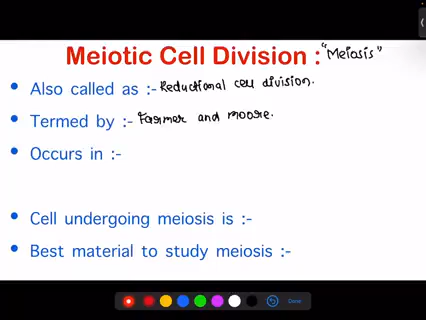 Meiotic Cell Division : "Meiosis"
• Also called as :- Reductional cell division.
• Termed by :- Farmer and moore.
• Occurs in :-
• Cell undergoing meiosis is :-
• Best material to study meiosis :-
Done